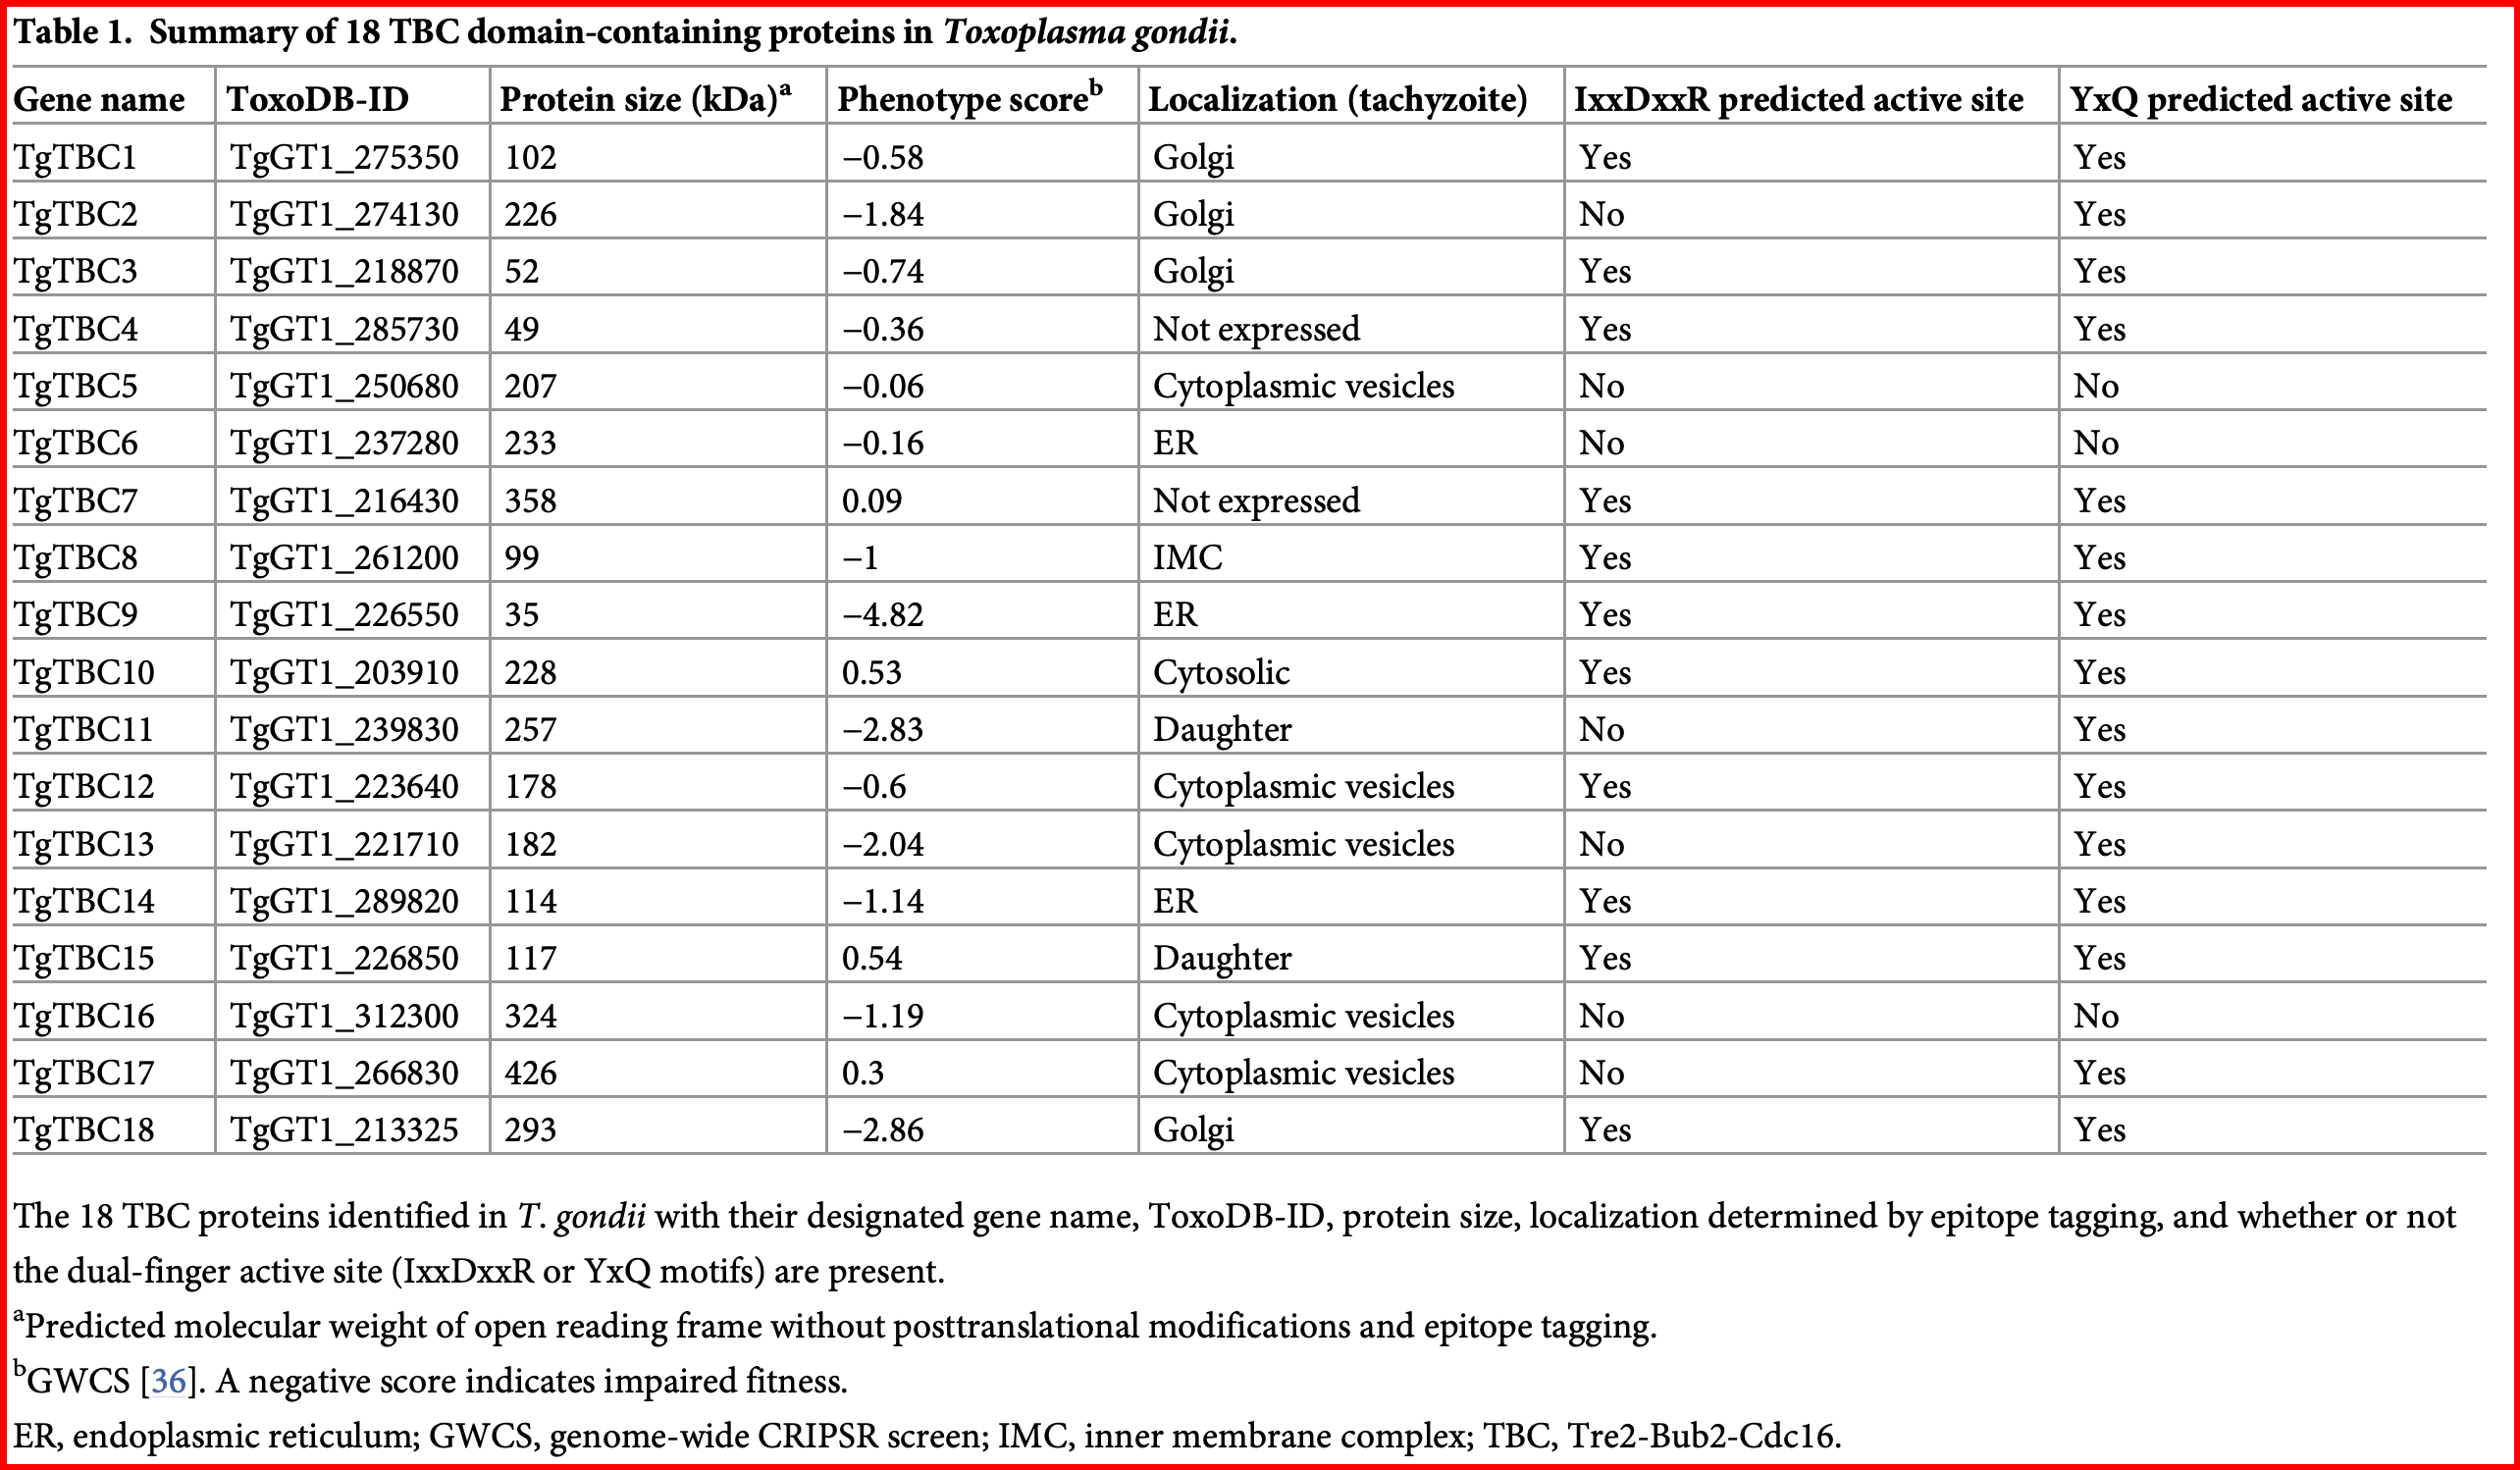 Table 1. Summary of 18 TBC domain-containing proteins in Toxoplasma gondii.
Gene name ToxoDB-ID Protein size (kDa)a Phenotype scoreb Localization (tachyzoite) IxxDxxR predicted active site YxQ predicted active site
TgTBC1 TgGT1_275350 102 −0.58 Golgi Yes Yes
TgTBC2 TgGT1_274130 226 −1.84 Golgi No Yes
TgTBC3 TgGT1_218870 52 −0.74 Golgi Yes Yes
TgTBC4 TgGT1_285730 49 −0.36 Not expressed Yes Yes
TgTBC5 TgGT1_250680 207 −0.06 Cytoplasmic vesicles No No
TgTBC6 TgGT1_237280 233 −0.16 ER No No
TgTBC7 TgGT1_216430 358 0.09 Not expressed Yes Yes
TgTBC8 TgGT1_261200 99 −1 IMC Yes Yes
TgTBC9 TgGT1_226550 35 −4.82 ER Yes Yes
TgTBC10 TgGT1_203910 228 0.53 Cytosolic Yes Yes
TgTBC11 TgGT1_239830 257 −2.83 Daughter No Yes
TgTBC12 TgGT1_223640 178 −0.6 Cytoplasmic vesicles Yes Yes
TgTBC13 TgGT1_221710 182 −2.04 Cytoplasmic vesicles No Yes
TgTBC14 TgGT1_289820 114 −1.14 ER Yes Yes
TgTBC15 TgGT1_226850 117 0.54 Daughter Yes Yes
TgTBC16 TgGT1_312300 324 −1.19 Cytoplasmic vesicles No No
TgTBC17 TgGT1_266830 426 0.3 Cytoplasmic vesicles No Yes
TgTBC18 TgGT1_213325 293 −2.86 Golgi Yes Yes
The 18 TBC proteins identified in T. gondii with their designated gene name, ToxoDB-ID, protein size, localization determined by epitope tagging, and whether or not
the dual-finger active site (IxxDxxR or YxQ motifs) are present.
aPredicted molecular weight of open reading frame without posttranslational modifications and epitope tagging.
bGWCS [36]. A negative score indicates impaired fitness.
ER, endoplasmic reticulum; GWCS, genome-wide CRIPSR screen; IMC, inner membrane complex; TBC, Tre2-Bub2-Cdc16.